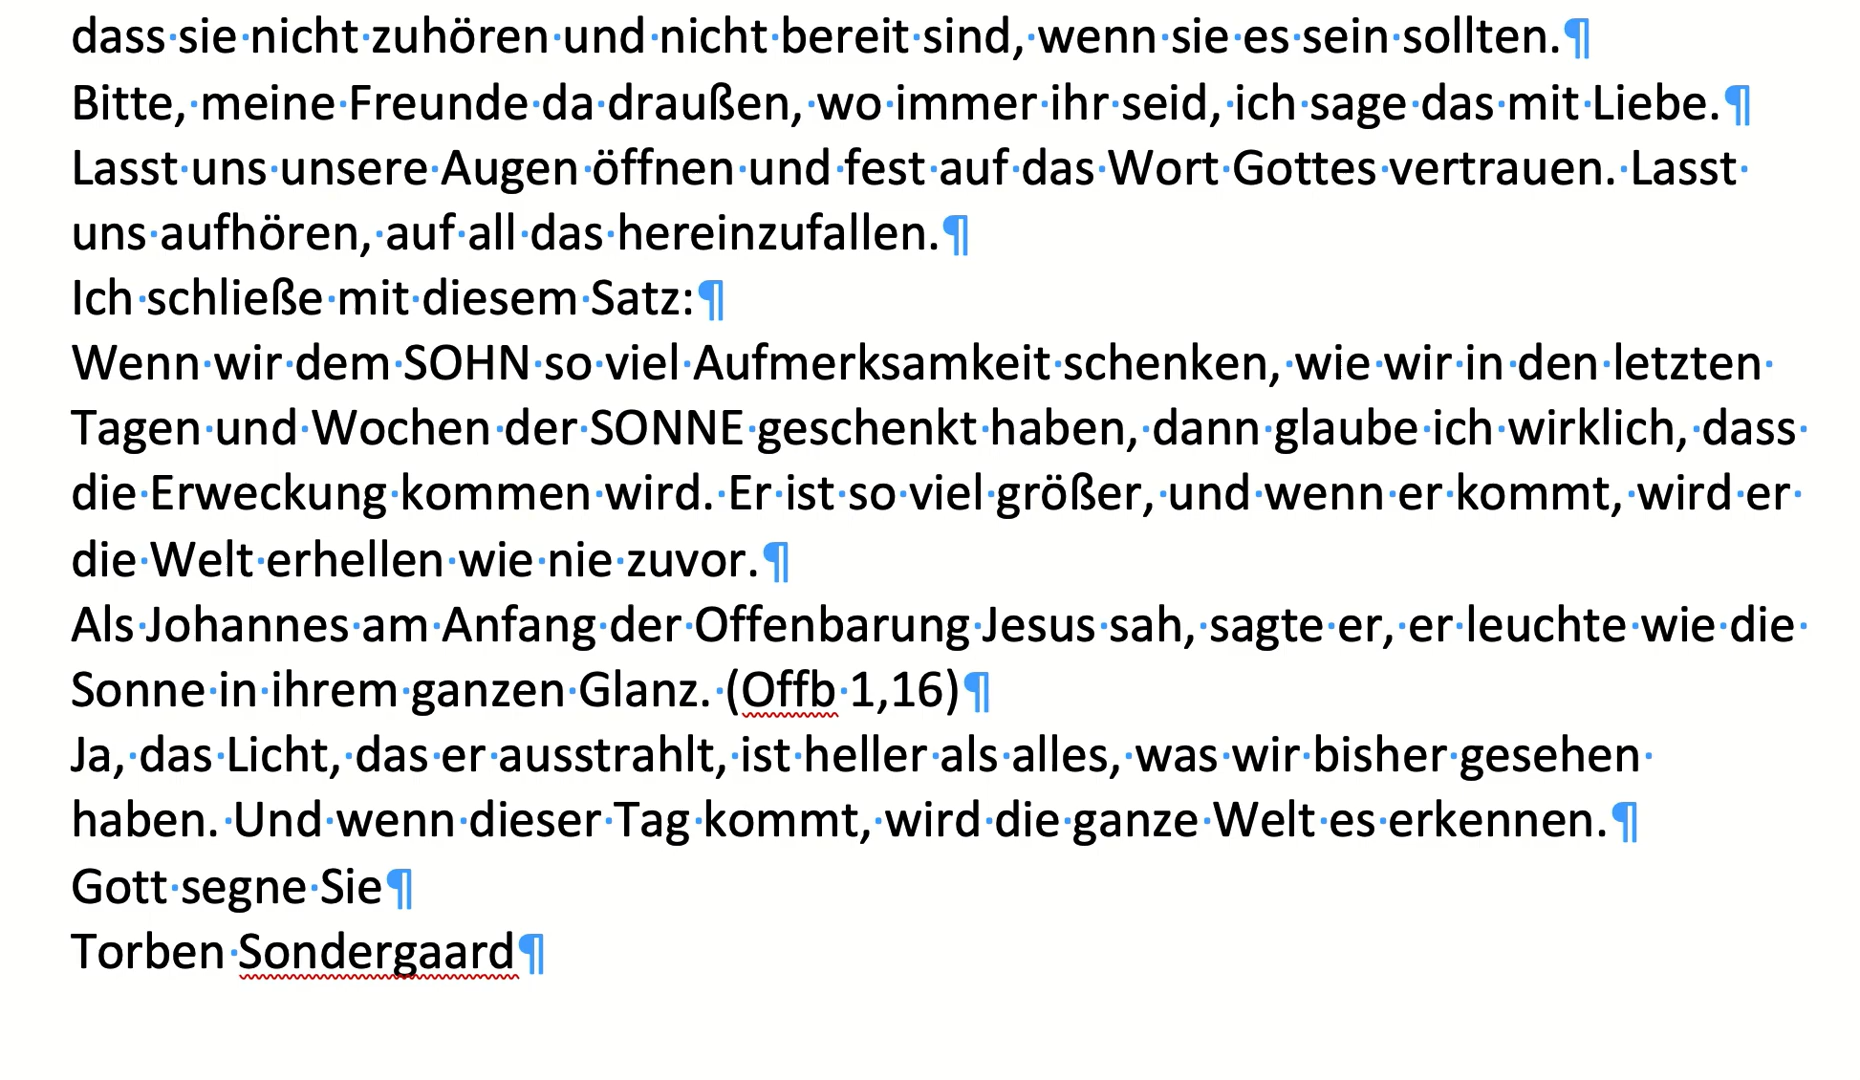 dass sie nicht zuhören und nicht bereit sind, wenn sie es sein sollten.¶
Bitte, meine Freunde da draußen, wo immer ihr seid, ich sage das mit Liebe.¶
Lasst uns unsere Augen öffnen und fest auf das Wort Gottes vertrauen. Lasst
uns aufhören, auf all das hereinzufallen.¶
Ich schließe mit diesem Satz:¶
Wenn wir dem SOHN so viel Aufmerksamkeit schenken, wie wir in den letzten
Tagen und Wochen der SONNE geschenkt haben, dann glaube ich wirklich, dass
die Erweckung kommen wird. Er ist so viel größer, und wenn er kommt, wird er
die Welt erhellen wie nie zuvor.¶
Als Johannes am Anfang der Offenbarung Jesus sah, sagte er, er leuchte wie die
Sonne in ihrem ganzen Glanz. (Offb 1,16)¶
Ja, das Licht, das er ausstrahlt, ist heller als alles, was wir bisher gesehen
haben. Und wenn dieser Tag kommt, wird die ganze Welt es erkennen.¶
Gott segne Sie¶
Torben Sondergaard¶